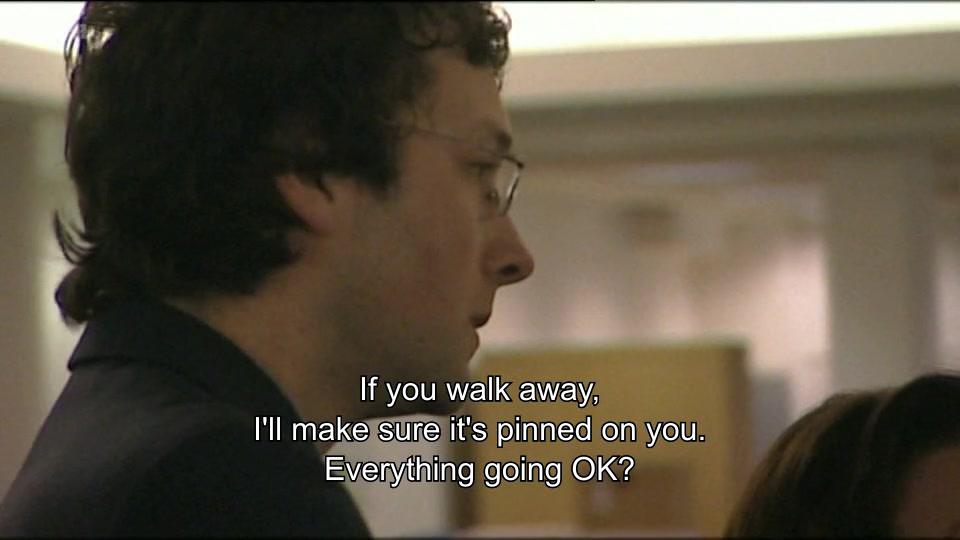 If you walk away,
I'll make sure it's pinned on you.
Everything going OK?